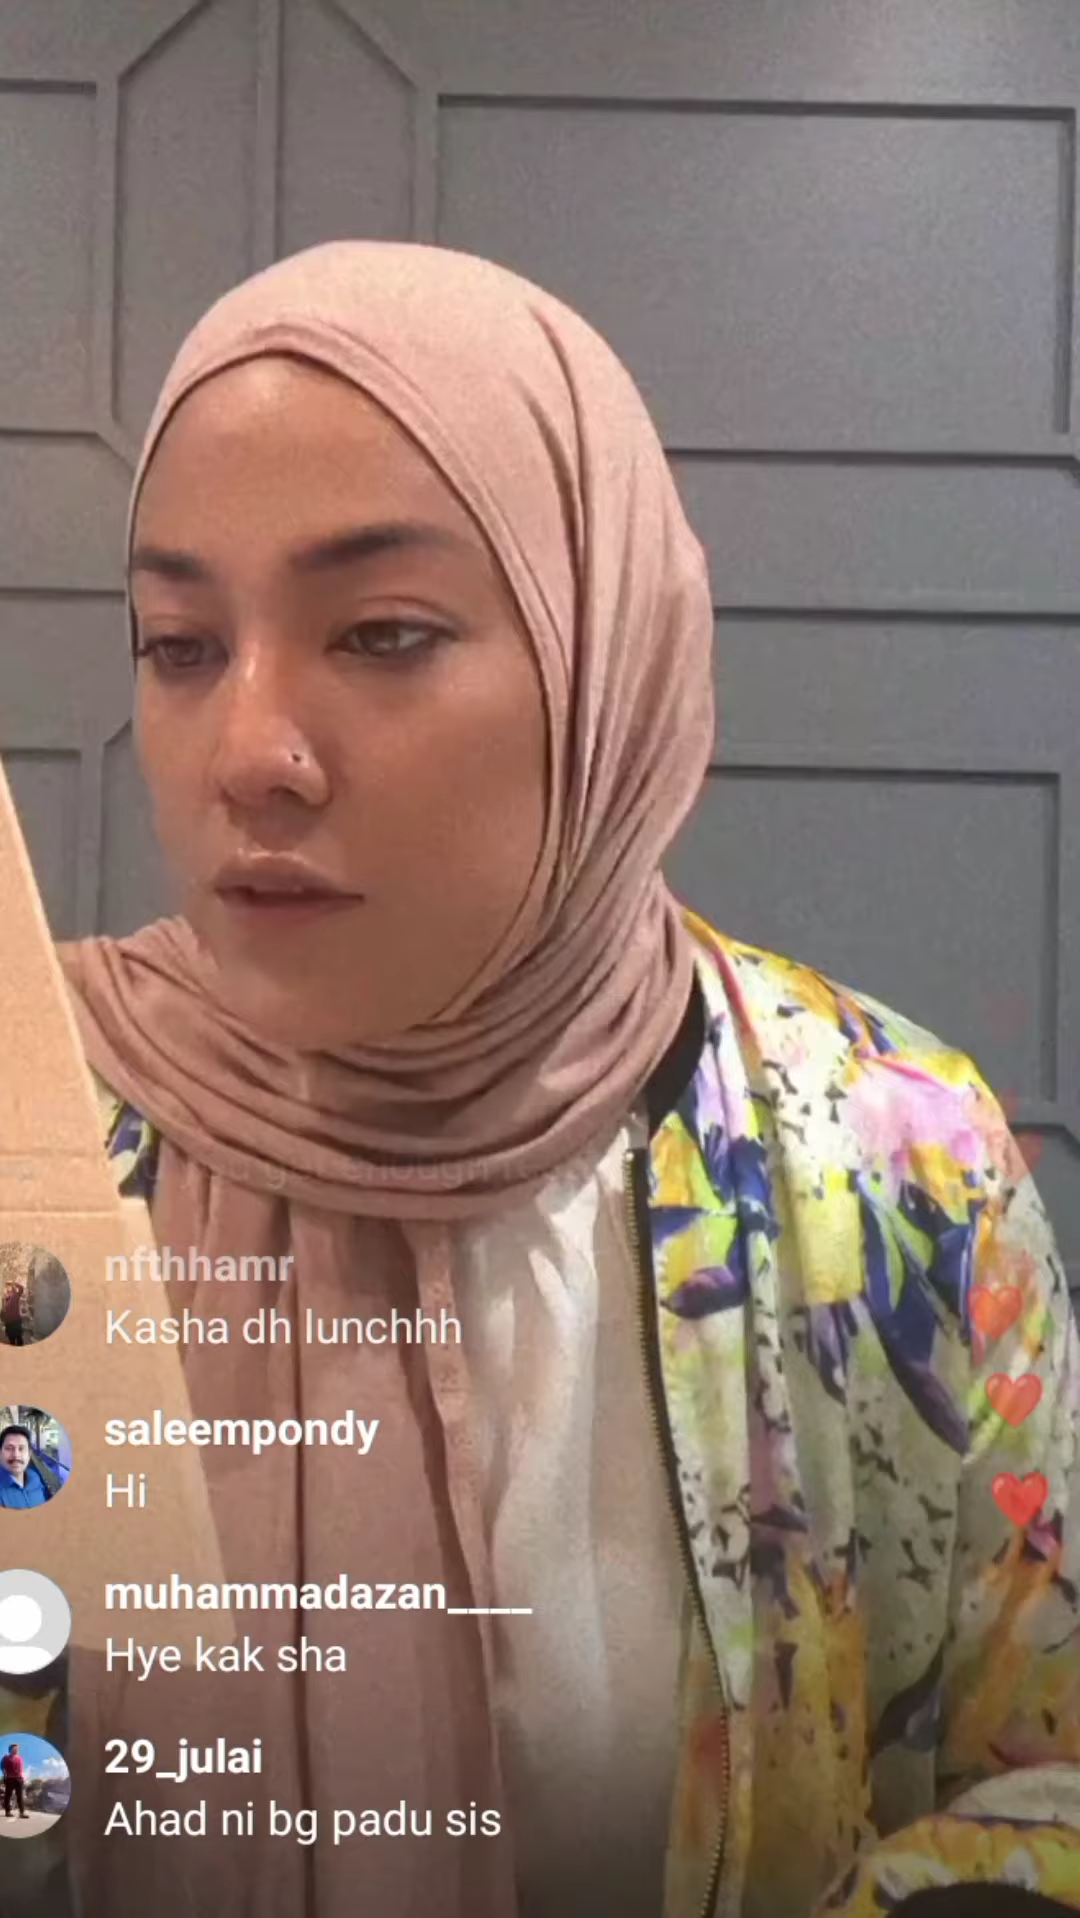 nfthhamr
Kasha dh lunchhh
saleempondy
Hi
muhammadazan____
Hye kak sha
29_julai
Ahad ni bg padu sis